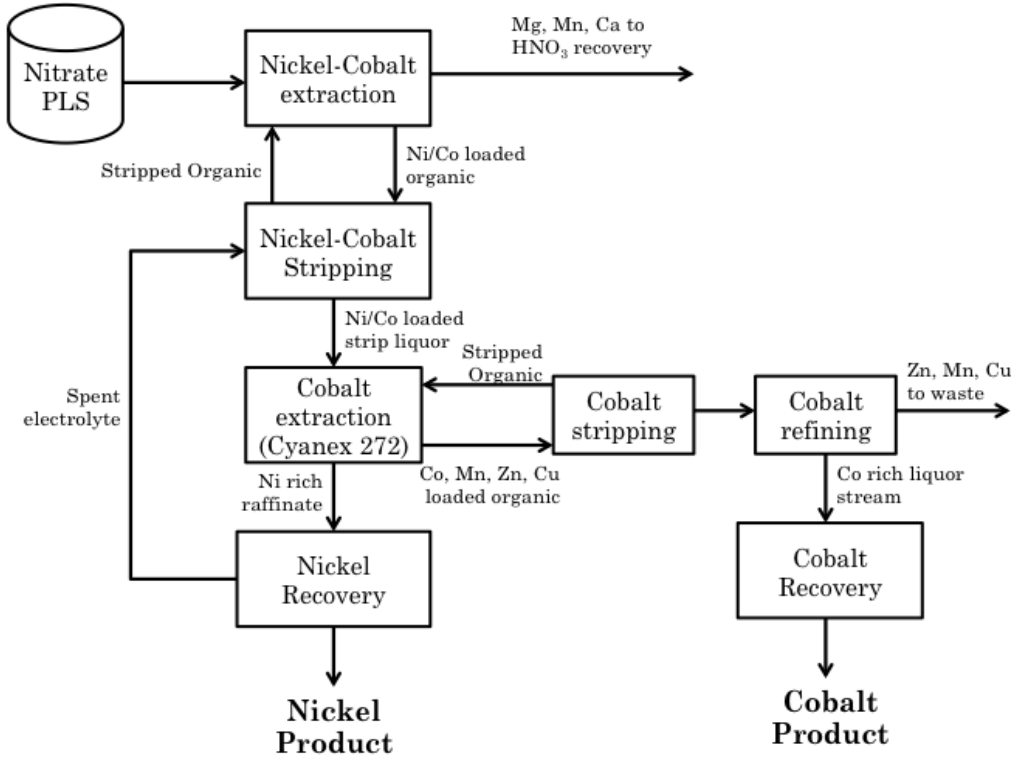 Nitrate
PLS
Nickel-Cobalt
extraction
Mg, Mn, Ca to
HNO₃ recovery
Stripped Organic
Ni/Co loaded
organic
Nickel-Cobalt
Stripping
Ni/Co loaded
strip liquor
Spent
electrolyte
Cobalt
extraction
(Cyanex 272)
Stripped
Organic
Co, Mn, Zn, Cu
loaded organic
Cobalt
stripping
Cobalt
refining
Zn, Mn, Cu
to waste
Ni rich
raffinate
Co rich liquor
stream
Nickel
Recovery
Cobalt
Recovery
Nickel
Product
Cobalt
Product